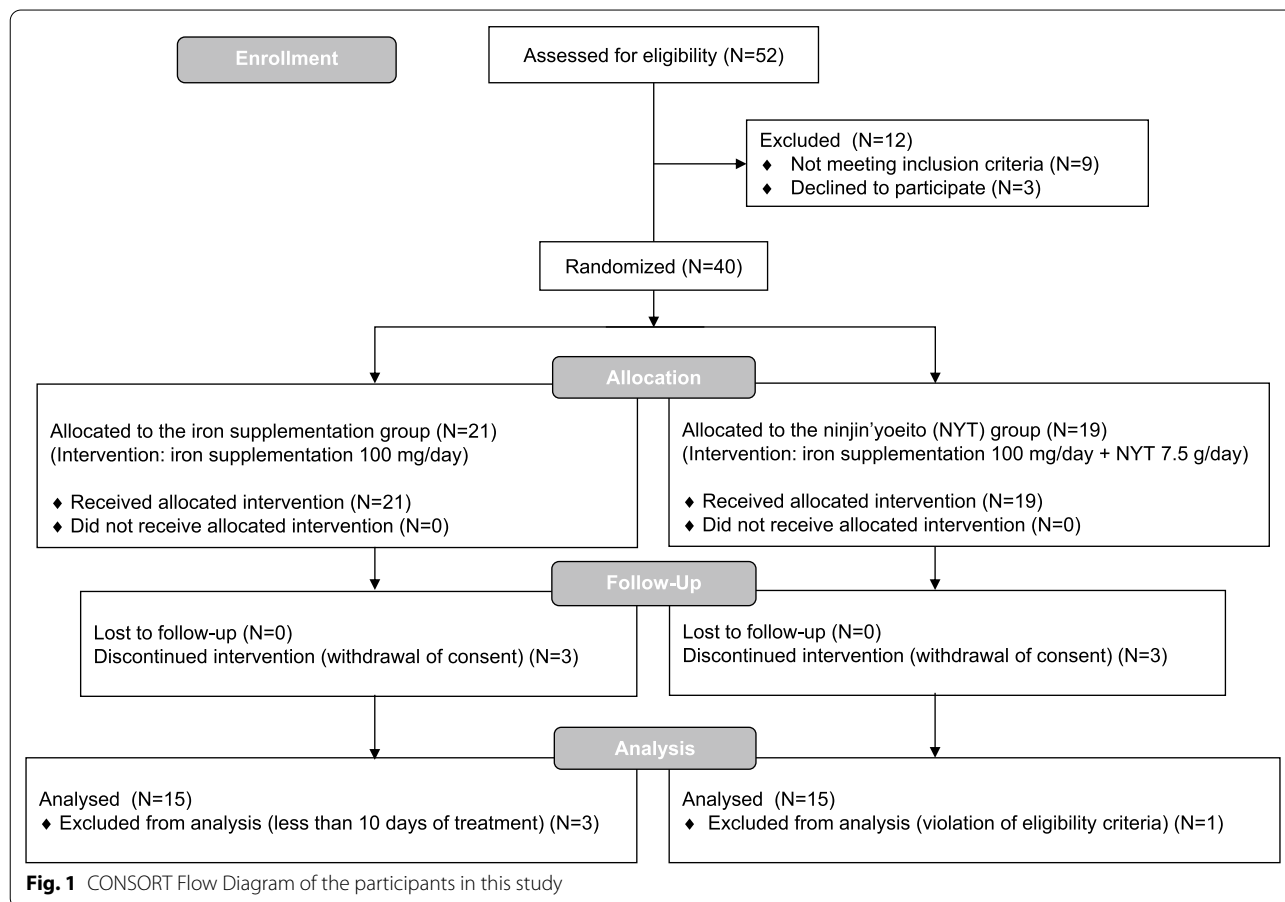 Enrollment
Assessed for eligibility (N=52)
Excluded (N=12)
♦ Not meeting inclusion criteria (N=9)
♦ Declined to participate (N=3)
Randomized (N=40)
Allocation
Allocated to the iron supplementation group (N=21)
(Intervention: iron supplementation 100 mg/day)
♦ Received allocated intervention (N=21)
♦ Did not receive allocated intervention (N=0)
Allocated to the ninjin'yoeito (NYT) group (N=19)
(Intervention: iron supplementation 100 mg/day + NYT 7.5 g/day)
♦ Received allocated intervention (N=19)
♦ Did not receive allocated intervention (N=0)
Follow-Up
Lost to follow-up (N=0)
Discontinued intervention (withdrawal of consent) (N=3)
Lost to follow-up (N=0)
Discontinued intervention (withdrawal of consent) (N=3)
Analysis
Analysed (N=15)
♦ Excluded from analysis (less than 10 days of treatment) (N=3)
Analysed (N=15)
♦ Excluded from analysis (violation of eligibility criteria) (N=1)
Fig. 1 CONSORT Flow Diagram of the participants in this study